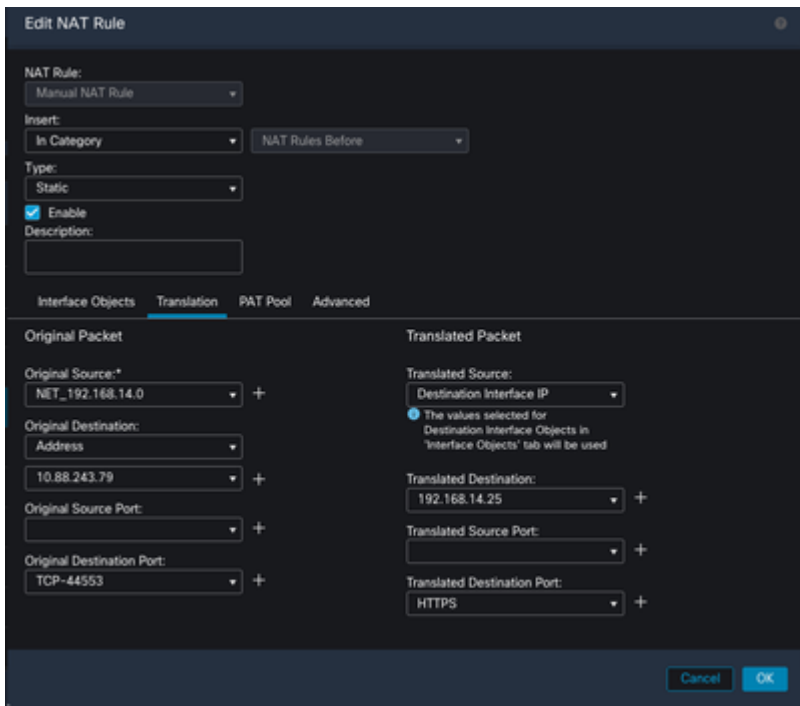 Edit NAT Rule
NAT Rule:
Manual NAT Rule
Insert:
In Category
NAT Rules Before
Type:
Static
Enable
Description:
Interface Objects Translation PAT Pool Advanced
Original Packet
Original Source:*
NET_192.168.14.0
Original Destination:
Address
10.88.243.79
Original Source Port:
Original Destination Port:
TCP-44553
Translated Packet
Translated Source:
Destination Interface IP
The values selected for
Destination Interface Objects in
'Interface Objects' tab will be used
Translated Destination:
192.168.14.25
Translated Source Port:
Translated Destination Port:
HTTPS
Cancel OK